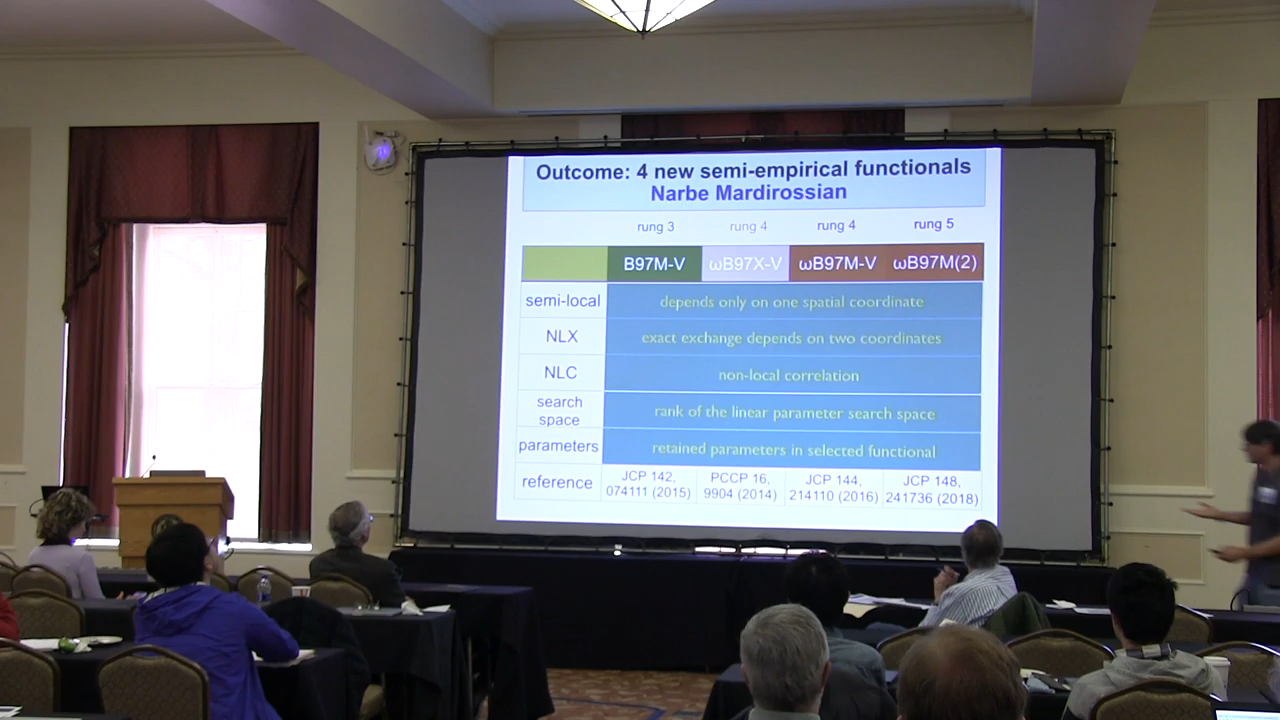 Outcome: 4 new semi-empirical functionals
Narbe Mardirossian
rung 3 rung 4 rung 4 rung 5
B97M-V ωB97X-V ωB97M-V ωB97M(2)
semi-local depends only on one spatial coordinate
NLX exact exchange depends on two coordinates
NLC non-local correlation
search
space rank of the linear parameter search space
parameters retained parameters in selected functional
reference JCP 142, PCCP 16, JCP 144, JCP 148,
074111 (2015) 9904 (2014) 214110 (2016) 241736 (2018)